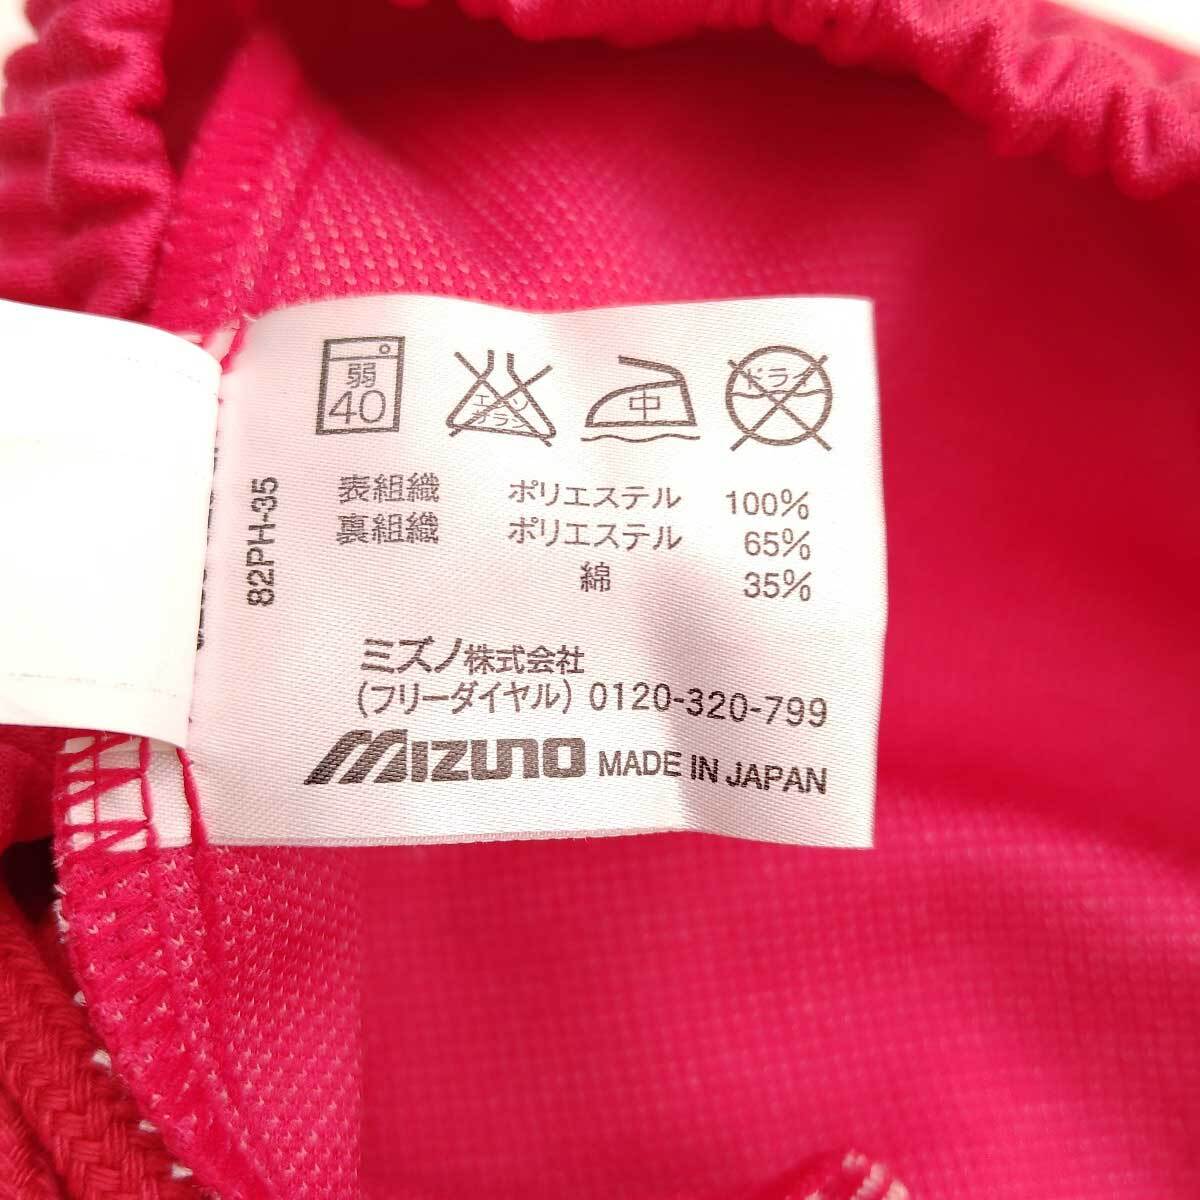 弱
40
エンソ
サラン
中
ドライ
表組織 ポリエステル 100%
裏組織 ポリエステル 65%
綿 35%
82PH-35
ミズノ株式会社
(フリーダイヤル) 0120-320-799
MIZUNO MADE IN JAPAN